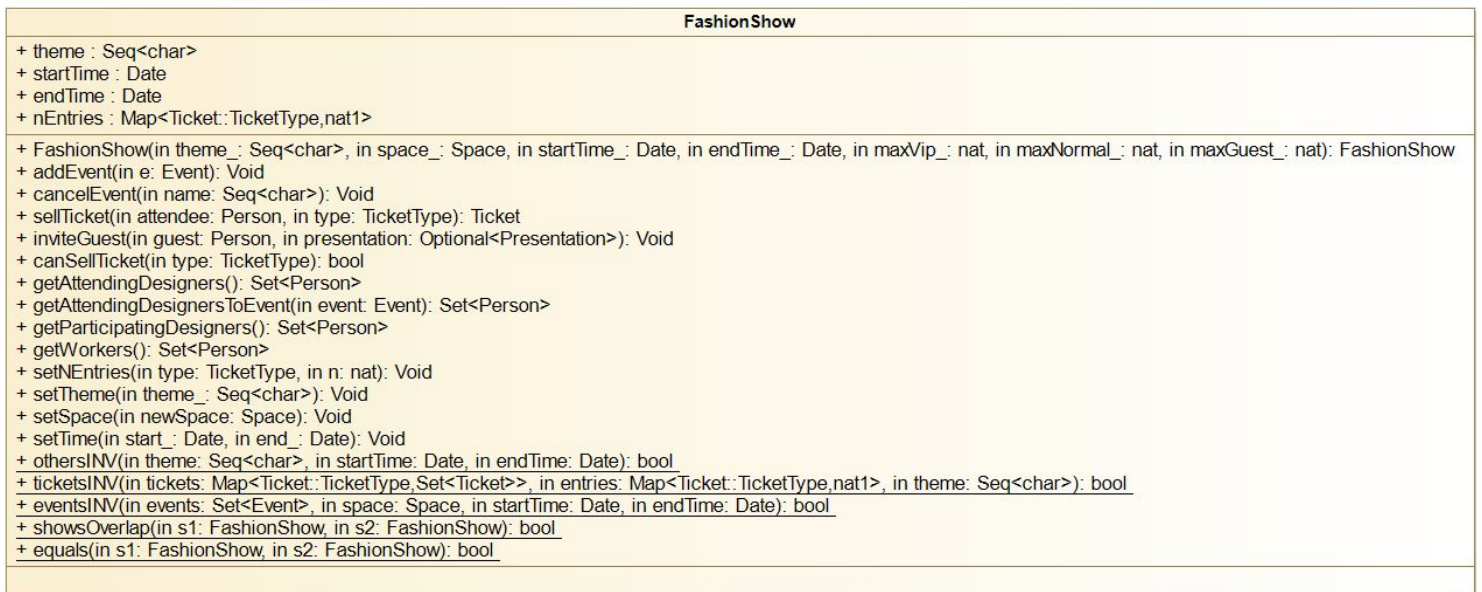 FashionShow
+ theme : Seq<char>
+ startTime : Date
+ endTime : Date
+ nEntries : Map<Ticket::TicketType,nat1>
+ FashionShow(in theme_: Seq<char>, in space_: Space, in startTime_: Date, in endTime_: Date, in maxVip_: nat, in maxNormal_: nat, in maxGuest_: nat): FashionShow
+ addEvent(in e: Event): Void
+ cancelEvent(in name: Seq<char>): Void
+ sellTicket(in attendee: Person, in type: TicketType): Ticket
+ inviteGuest(in guest: Person, in presentation: Optional<Presentation>): Void
+ canSellTicket(in type: TicketType): bool
+ getAttendingDesigners(): Set<Person>
+ getAttendingDesignersToEvent(in event: Event): Set<Person>
+ getParticipatingDesigners(): Set<Person>
+ getWorkers(): Set<Person>
+ setNEntries(in type: TicketType, in n: nat): Void
+ setTheme(in theme_: Seq<char>): Void
+ setSpace(in newSpace: Space): Void
+ setTime(in start_: Date, in end_: Date): Void
+ othersINV(in theme: Seq<char>, in startTime: Date, in endTime: Date): bool
+ ticketsINV(in tickets: Map<Ticket::TicketType,Set<Ticket>>, in entries: Map<Ticket::TicketType,nat1>, in theme: Seq<char>): bool
+ eventsINV(in events: Set<Event>, in space: Space, in startTime: Date, in endTime: Date): bool
+ showsOverlap(in s1: FashionShow, in s2: FashionShow): bool
+ equals(in s1: FashionShow, in s2: FashionShow): bool